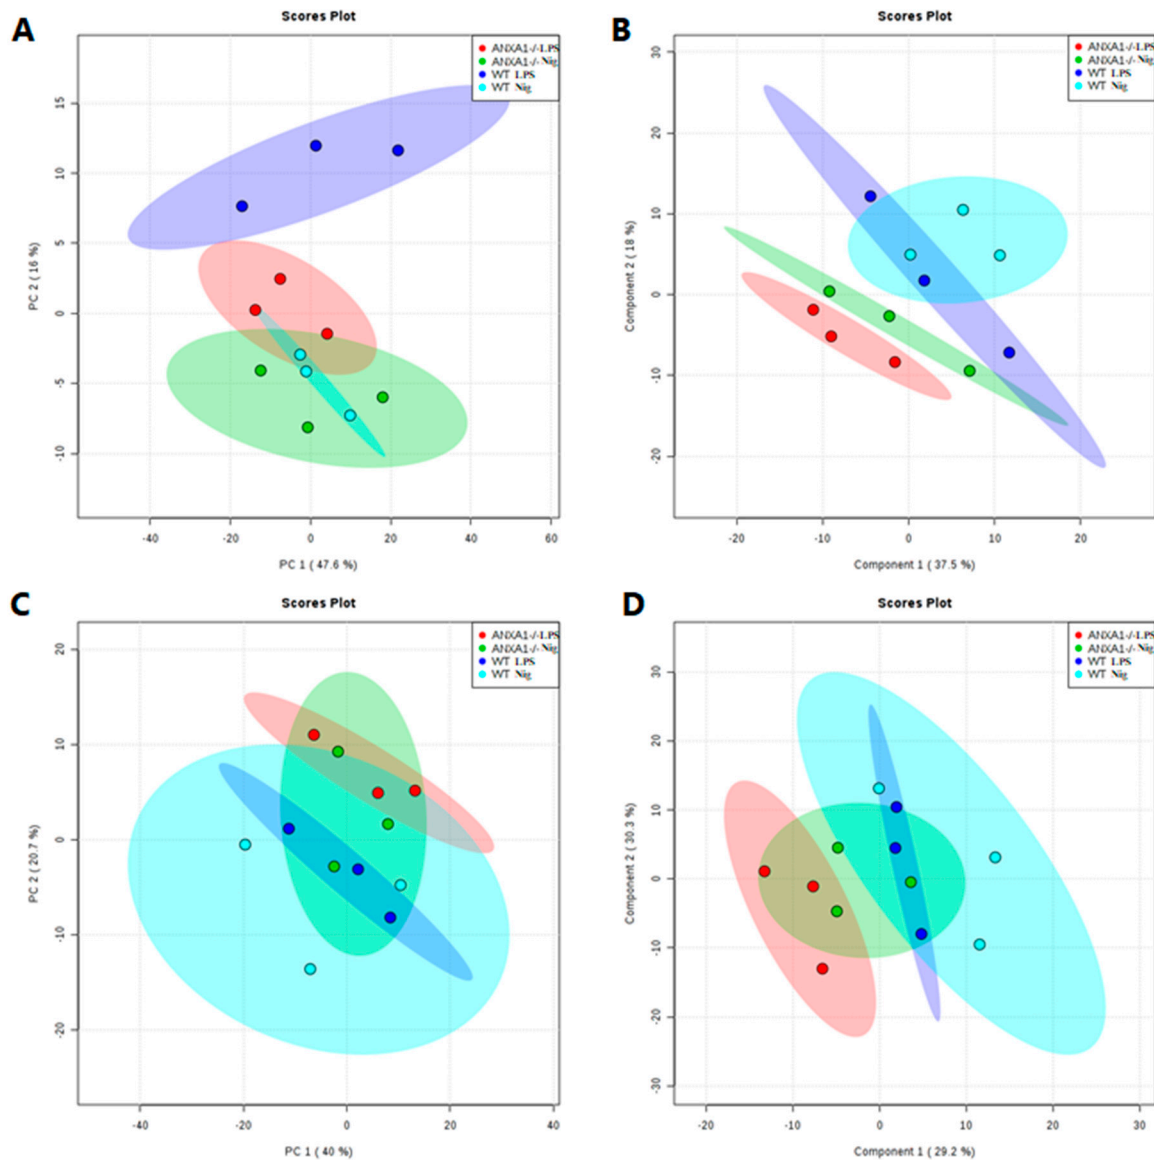 A
Scores Plot
ANXA1-/-LPS
ANXA1-/-Nig
WT LPS
WT Nig
15
10
5
0
-5
-10
PC 2 ( 16 %)
-40
-20
0
20
40
60
PC 1 ( 47.6 %)
B
Scores Plot
ANXA1-/-LPS
ANXA1-/-Nig
WT LPS
WT Nig
30
20
10
0
-10
-20
Component 2 ( 18 %)
-20
-10
0
10
20
Component 1 ( 37.5 %)
C
Scores Plot
ANXA1-/-LPS
ANXA1-/-Nig
WT LPS
WT Nig
20
10
0
-10
-20
PC 2 ( 20.7 %)
-40
-20
0
20
40
PC 1 ( 40 %)
D
Scores Plot
ANXA1-/-LPS
ANXA1-/-Nig
WT LPS
WT Nig
30
20
10
0
-10
-20
-30
Component 2 ( 30.3 %)
-20
-10
0
10
20
30
Component 1 ( 29.2 %)